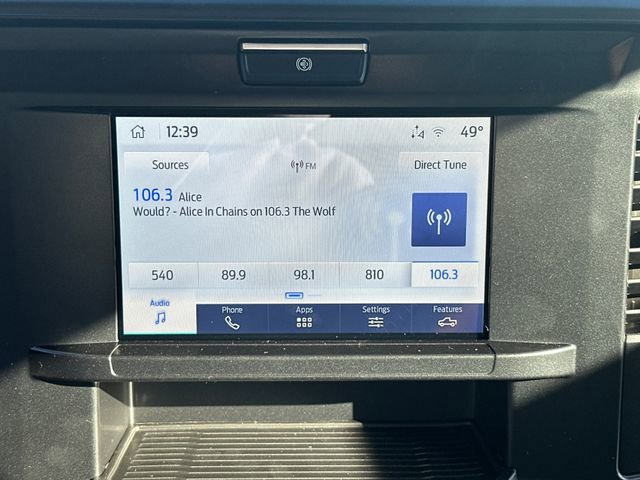 12:39 49°
Sources FM Direct Tune
106.3 Alice
Would? - Alice In Chains on 106.3 The Wolf
540 89.9 98.1 810 106.3
Audio Phone Apps Settings Features